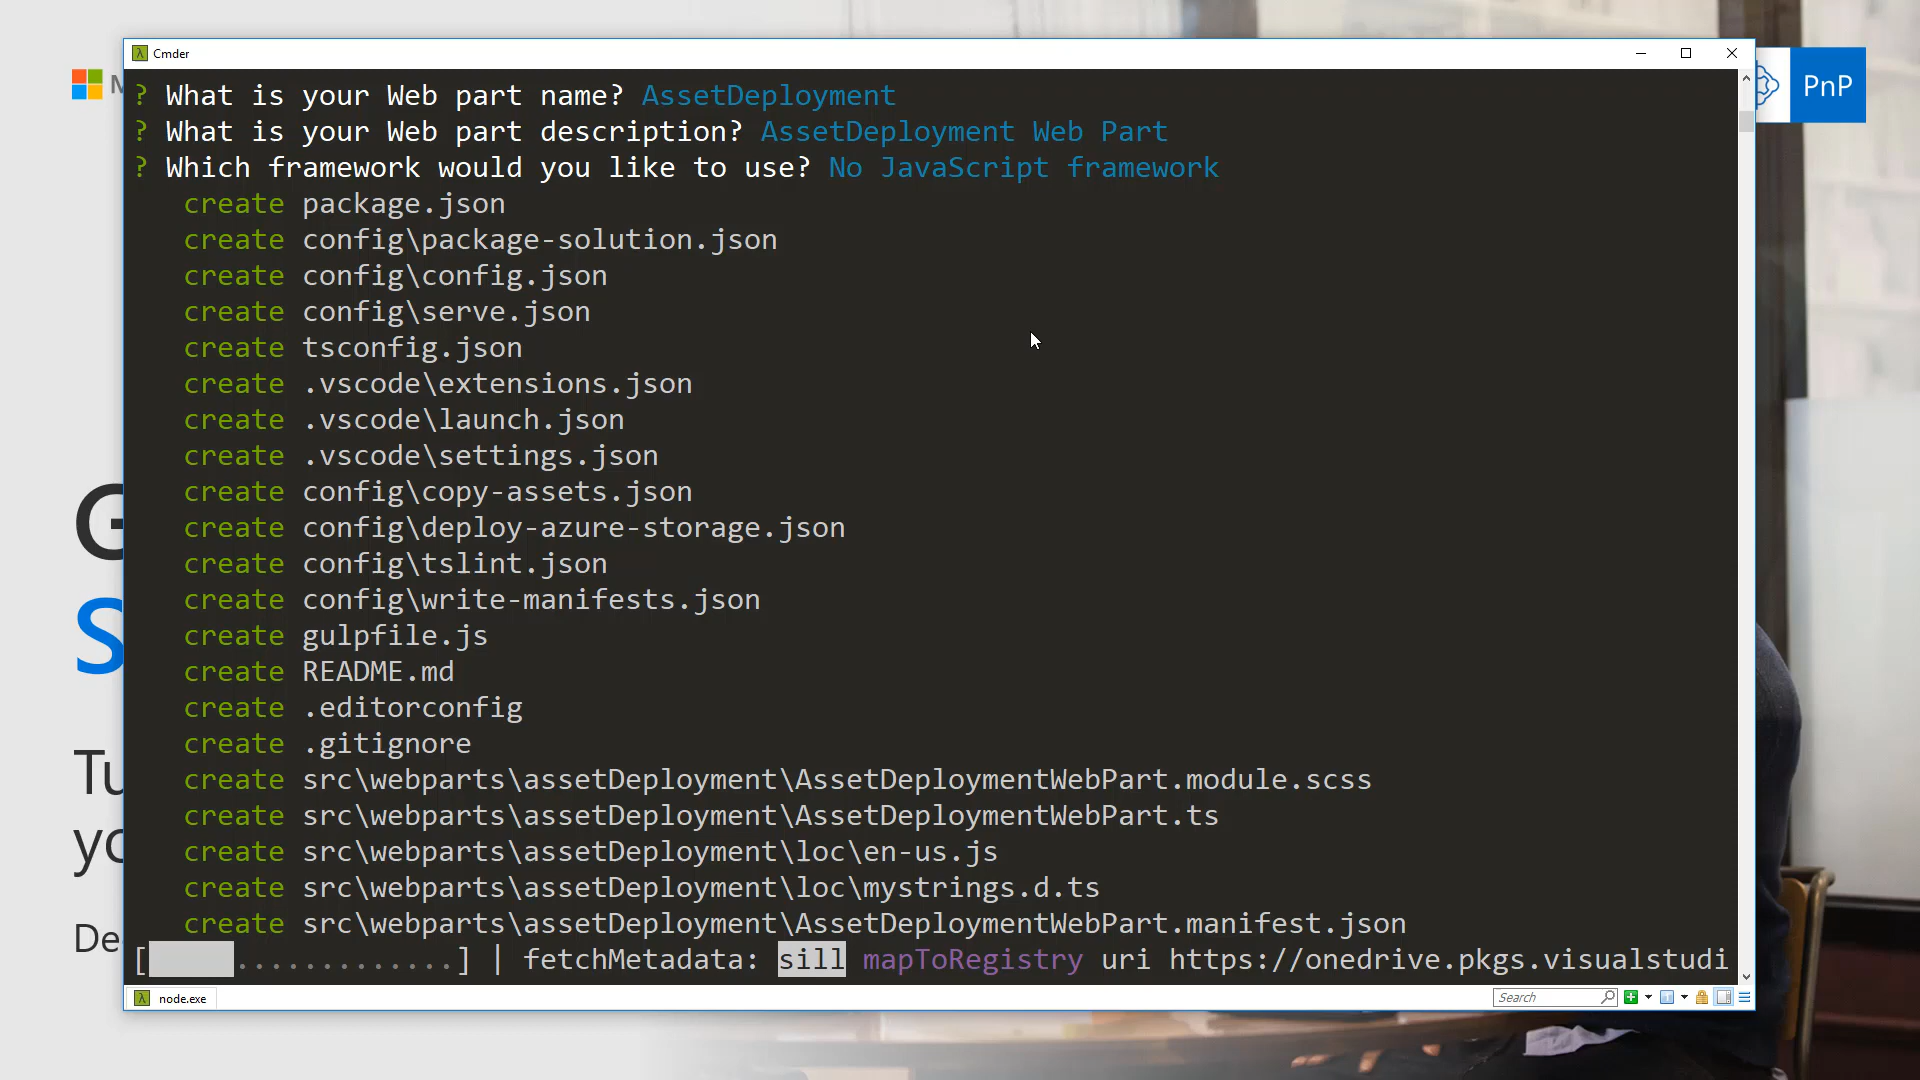 Cmder
M
PnP
? What is your Web part name? AssetDeployment
? What is your Web part description? AssetDeployment Web Part
? Which framework would you like to use? No JavaScript framework
create package.json
create config\package-solution.json
create config\config.json
create config\serve.json
create tsconfig.json
create .vscode\extensions.json
create .vscode\launch.json
create .vscode\settings.json
create config\copy-assets.json
create config\deploy-azure-storage.json
create config\tslint.json
create config\write-manifests.json
create gulpfile.js
create README.md
create .editorconfig
create .gitignore
create src\webparts\assetDeployment\AssetDeploymentWebPart.module.scss
create src\webparts\assetDeployment\AssetDeploymentWebPart.ts
create src\webparts\assetDeployment\loc\en-us.js
create src\webparts\assetDeployment\loc\mystrings.d.ts
create src\webparts\assetDeployment\AssetDeploymentWebPart.manifest.json
[.............] | fetchMetadata: sill mapToRegistry uri https://onedrive.pkgs.visualstudi
G
S
Tu
yo
De
node.exe
Search